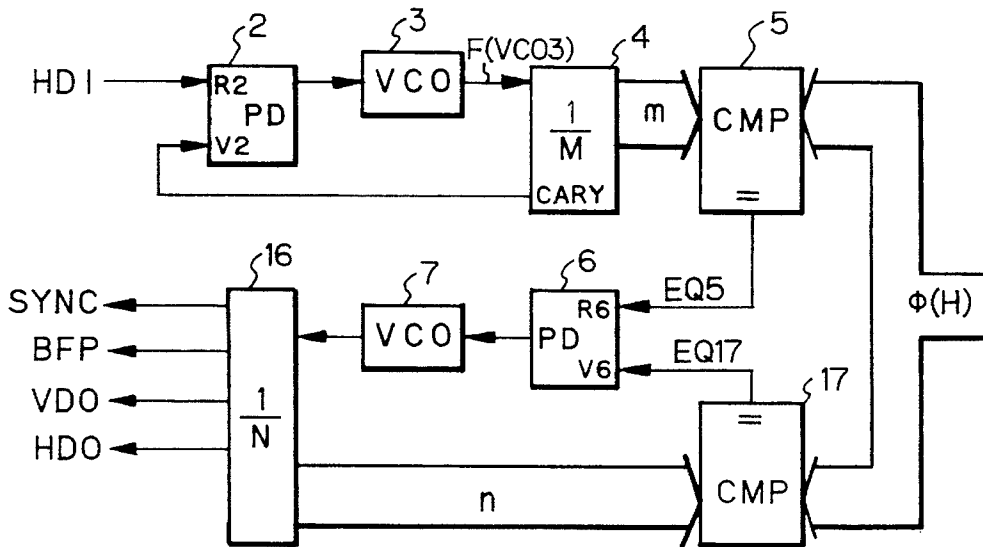 2
3
4
5
HDI
R2
PD
V2
VCO
F(VCO3)
1
M
CARY
m
CMP
=
16
7
6
SYNC
BFP
VDO
HDO
1
N
VCO
PD
R6
V6
EQ5
EQ17
Φ(H)
17
=
CMP
n